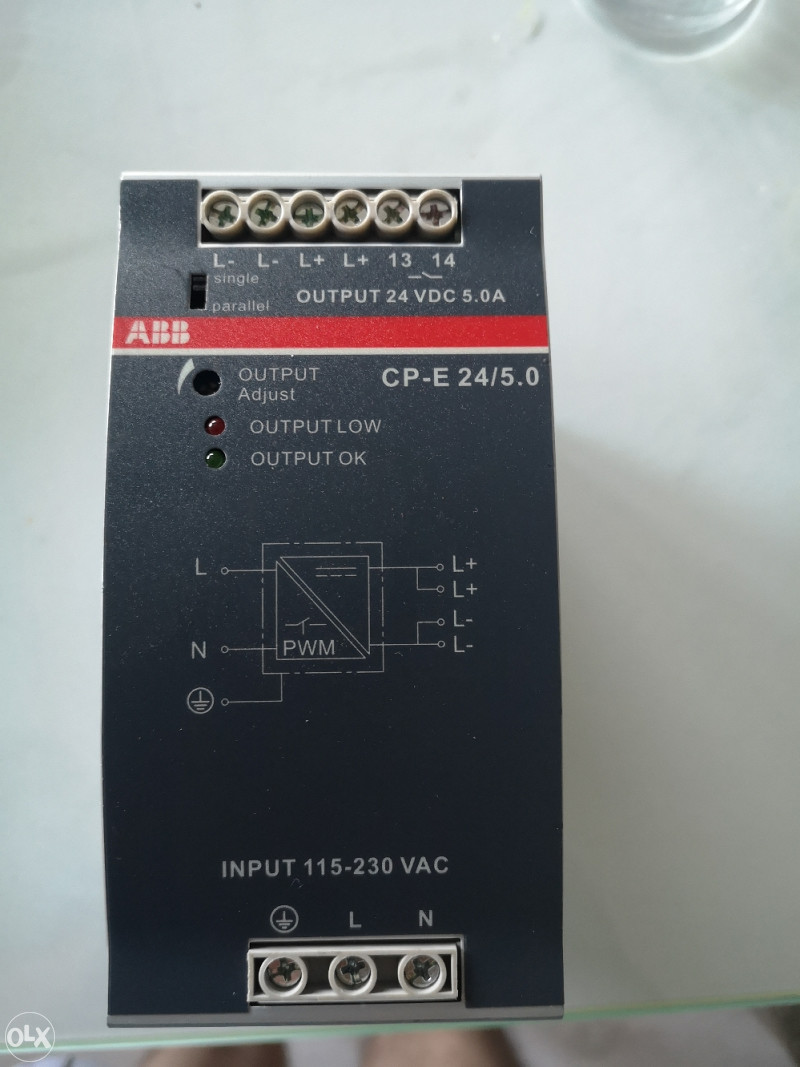 L- L- L+ L+ 13 14
single
parallel
OUTPUT 24 VDC 5.0A
ABB
OUTPUT
Adjust
CP-E 24/5.0
OUTPUT LOW
OUTPUT OK
L
L+
L+
L-
N
PWM
L-
INPUT 115-230 VAC
L N
OLX